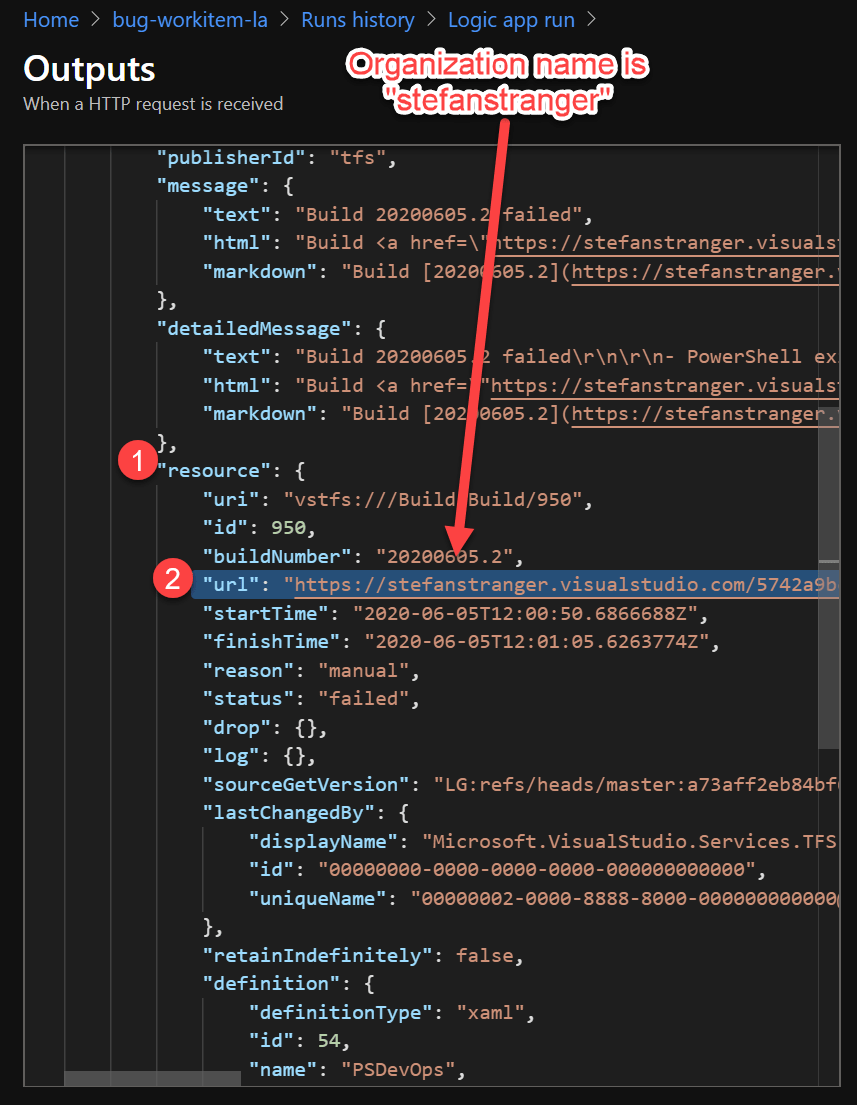 Home > bug-workitem-la > Runs history > Logic app run >
Outputs
When a HTTP request is received
Organization name is
"stefanstranger"
"publisherId": "tfs",
"message": {
"text": "Build 20200605.2 failed",
"html": "Build <a href=\"https://stefanstranger.visualst
"markdown": "Build [20200605.2](https://stefanstranger.v
},
"detailedMessage": {
"text": "Build 20200605.2 failed\r\n\r\n- PowerShell ex
"html": "Build <a href=\"https://stefanstranger.visualst
"markdown": "Build [20200605.2](https://stefanstranger.
},
1
"resource": {
"uri": "vstfs:///Build/Build/950",
"id": 950,
"buildNumber": "20200605.2",
2
"url": "https://stefanstranger.visualstudio.com/5742a9b
"startTime": "2020-06-05T12:00:50.6866688Z",
"finishTime": "2020-06-05T12:01:05.6263774Z",
"reason": "manual",
"status": "failed",
"drop": {},
"log": {},
"sourceGetVersion": "LG:refs/heads/master:a73aff2eb84bf
"lastChangedBy": {
"displayName": "Microsoft.VisualStudio.Services.TFS
"id": "00000000-0000-0000-0000-000000000000",
"uniqueName": "00000002-0000-8888-8000-000000000000@
},
"retainIndefinitely": false,
"definition": {
"definitionType": "xaml",
"id": 54,
"name": "PSDevOps",